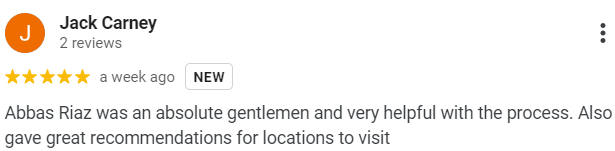 J
Jack Carney
2 reviews
a week ago NEW
Abbas Riaz was an absolute gentlemen and very helpful with the process. Also
gave great recommendations for locations to visit